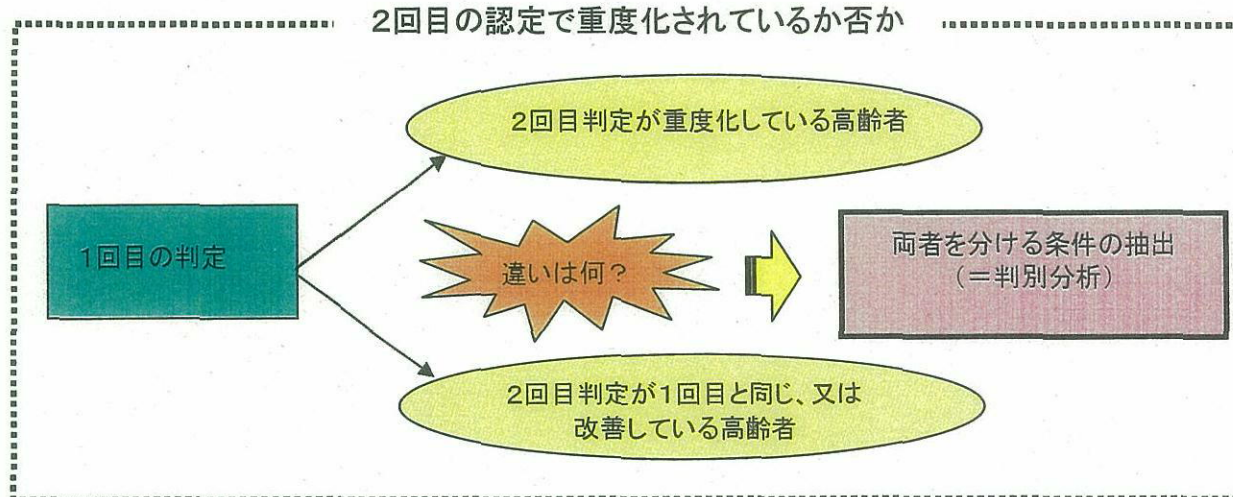 2回目の認定で重度化されているか否か
2回目判定が重度化している高齢者
1回目の判定
違いは何？
両者を分ける条件の抽出
（＝判別分析）
2回目判定が1回目と同じ、又は
改善している高齢者